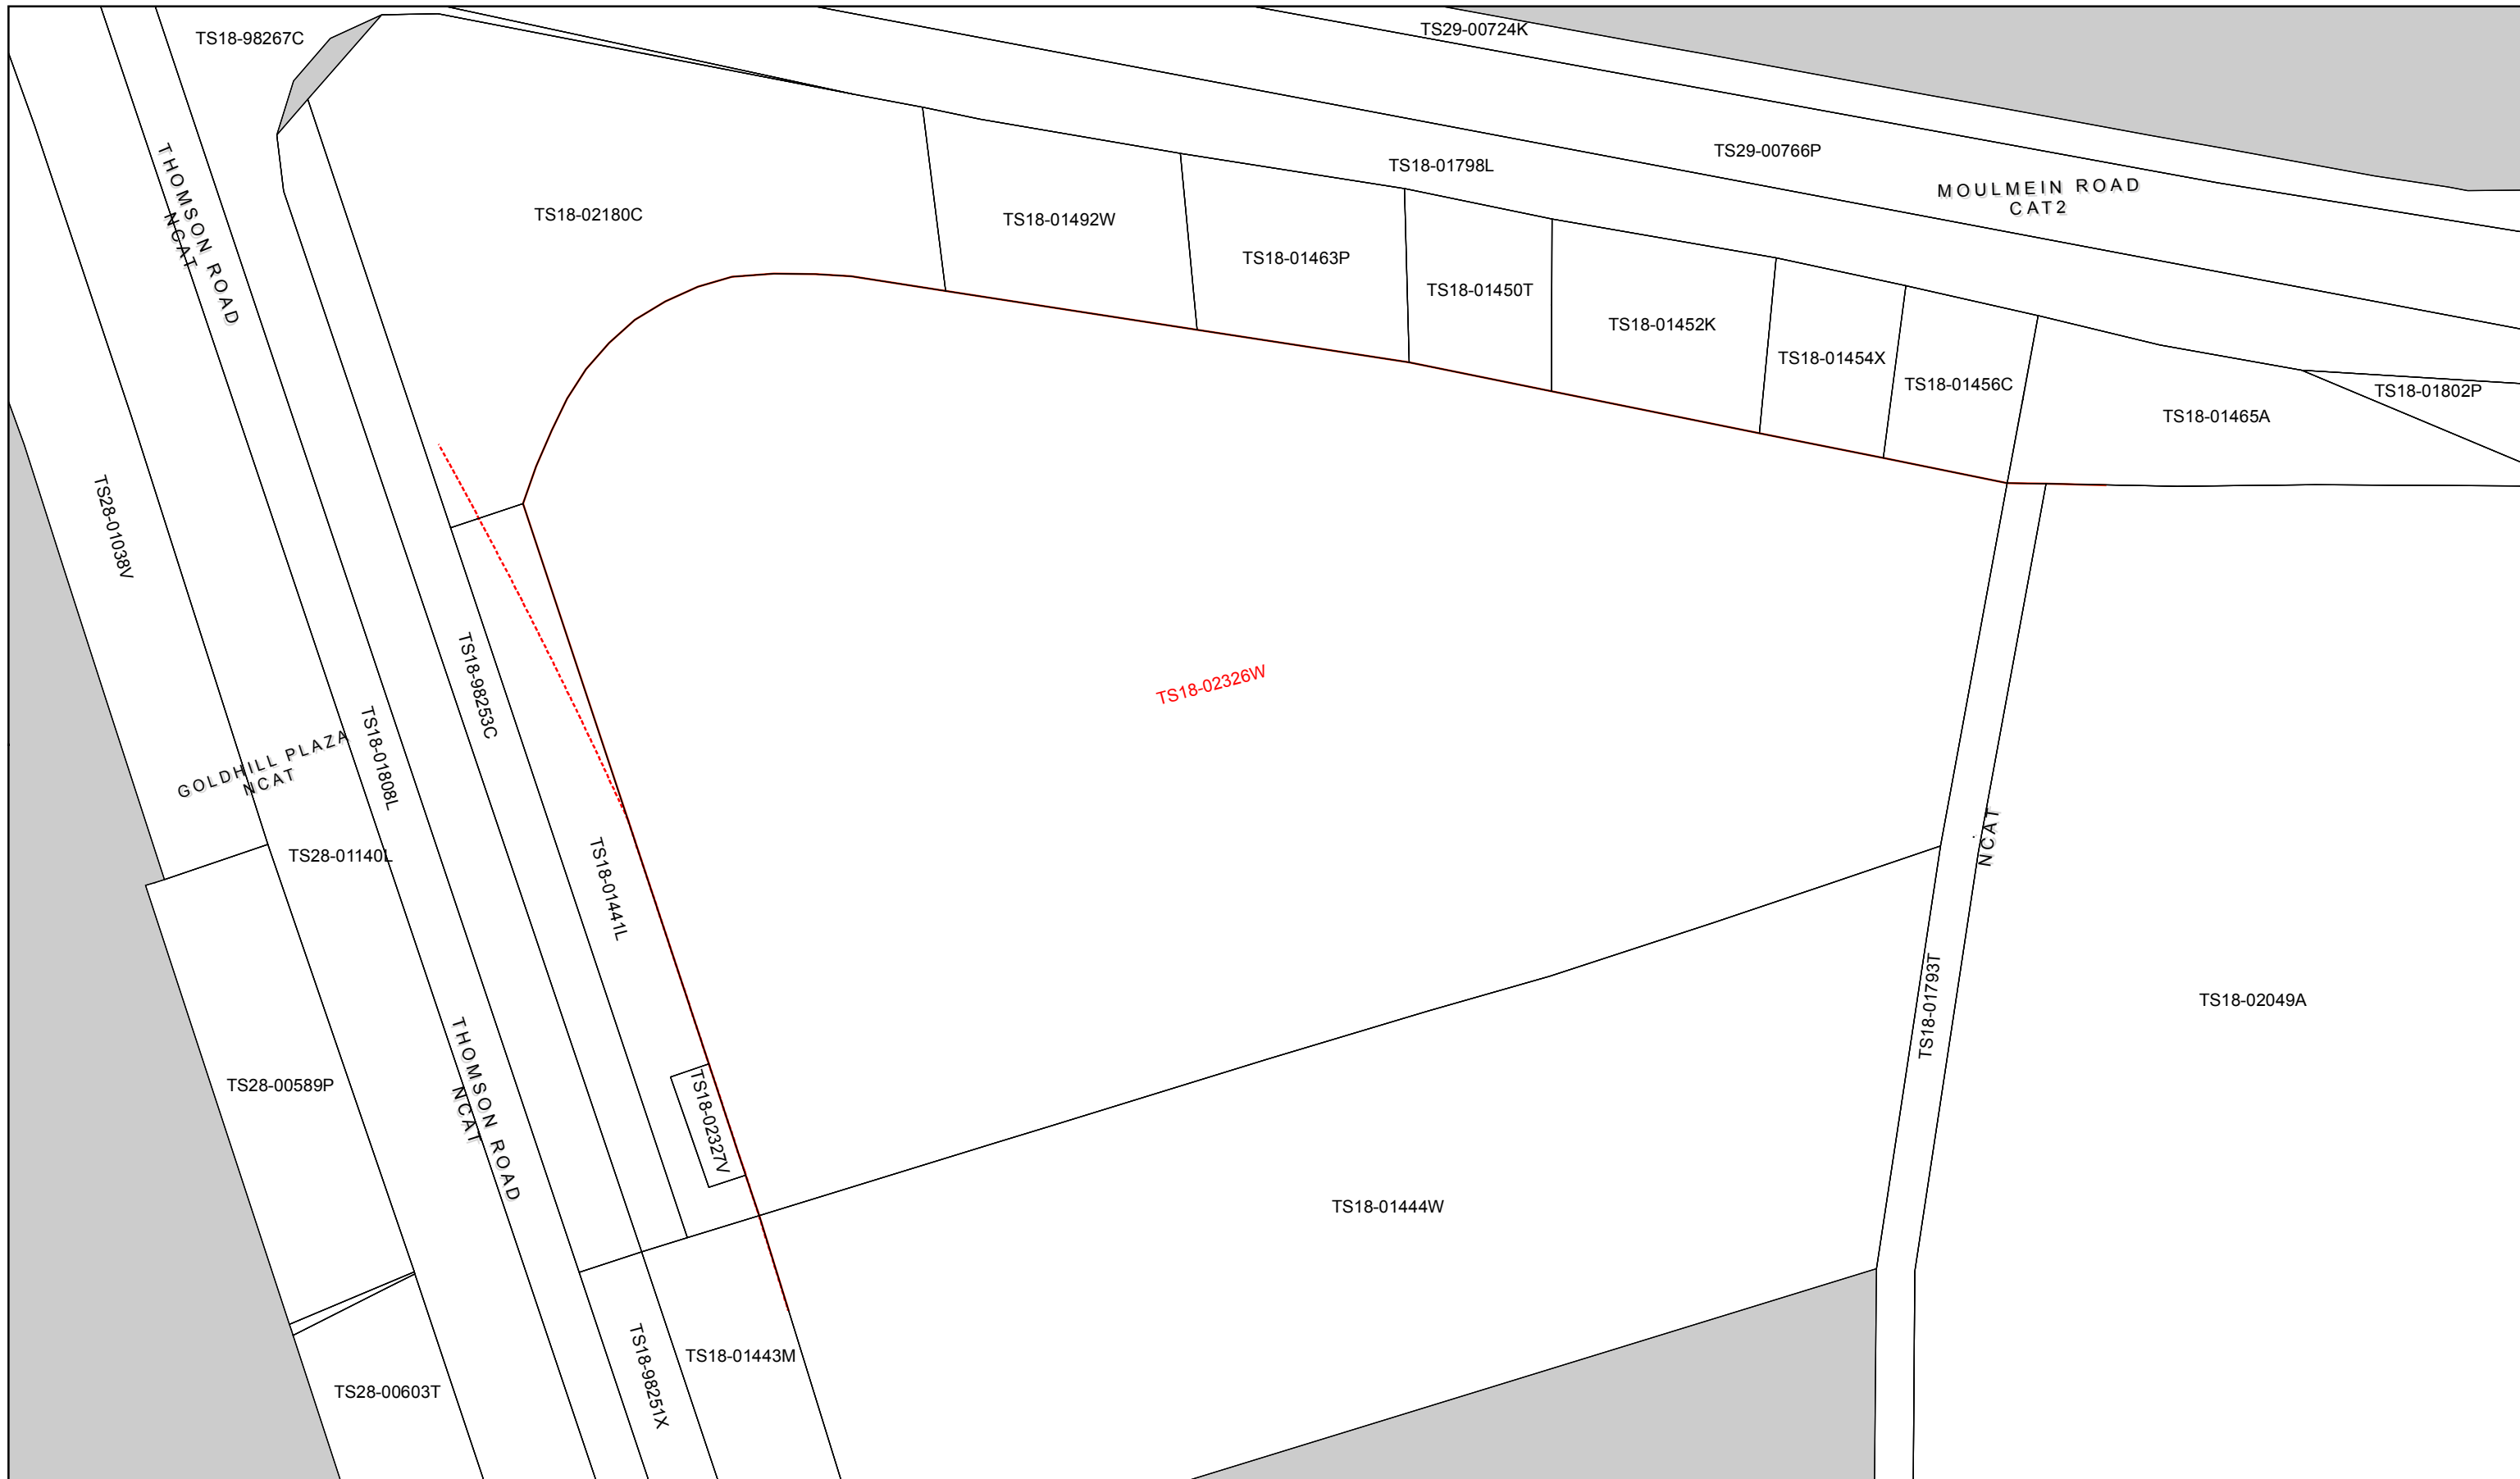 TS29-00724K
TS18-98267C
TS29-00766P
TS18-01798L
MOULMEIN ROAD
CAT2
TS18-02180C
TS18-01492W
THOMSON ROAD
NCAT
TS18-01463P
TS18-01450T
TS18-01452K
TS18-01454X
TS18-01456C
TS18-01802P
TS18-01465A
TS28-01038V
TS18-98253C
TS18-02326W
TS18-01808L
GOLDHILL PLAZA
NCAT
NCAT
TS28-01140L
TS18-01441L
TS18-01793T
TS18-02049A
TS28-00589P
THOMSON ROAD
NCAT
TS18-02327V
TS18-01444W
TS18-01443M
TS18-98251X
TS28-00603T